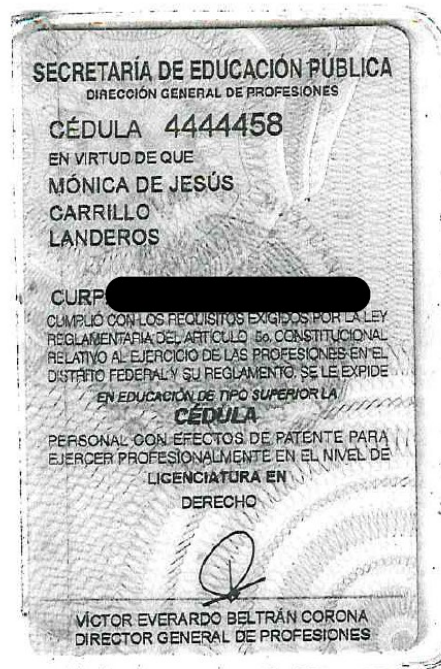 SECRETARÍA DE EDUCACIÓN PÚBLICA
DIRECCIÓN GENERAL DE PROFESIONES
CÉDULA 4444458
EN VIRTUD DE QUE
MÓNICA DE JESÚS
CARRILLO
LANDEROS
CURP
CUMPLIÓ CON LOS REQUISITOS EXIGIDOS POR LA LEY
REGLAMENTARIA DEL ARTÍCULO 5o. CONSTITUCIONAL
RELATIVO AL EJERCICIO DE LAS PROFESIONES EN EL
DISTRITO FEDERAL Y SU REGLAMENTO, SE LE EXPIDE
EN EDUCACIÓN DE TIPO SUPERIOR LA
CÉDULA
PERSONAL CON EFECTOS DE PATENTE PARA
EJERCER PROFESIONALMENTE EN EL NIVEL DE
LICENCIATURA EN
DERECHO
VÍCTOR EVERARDO BELTRÁN CORONA
DIRECTOR GENERAL DE PROFESIONES